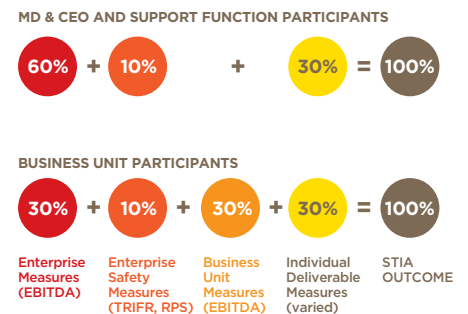 MD & CEO AND SUPPORT FUNCTION PARTICIPANTS
60% + 10% + 30% = 100%
BUSINESS UNIT PARTICIPANTS
30% + 10% + 30% + 30% = 100%
Enterprise Measures (EBITDA)
Enterprise Safety Measures (TRIFR, RPS)
Business Unit Measures (EBITDA)
Individual Deliverable Measures (varied)
STIA OUTCOME